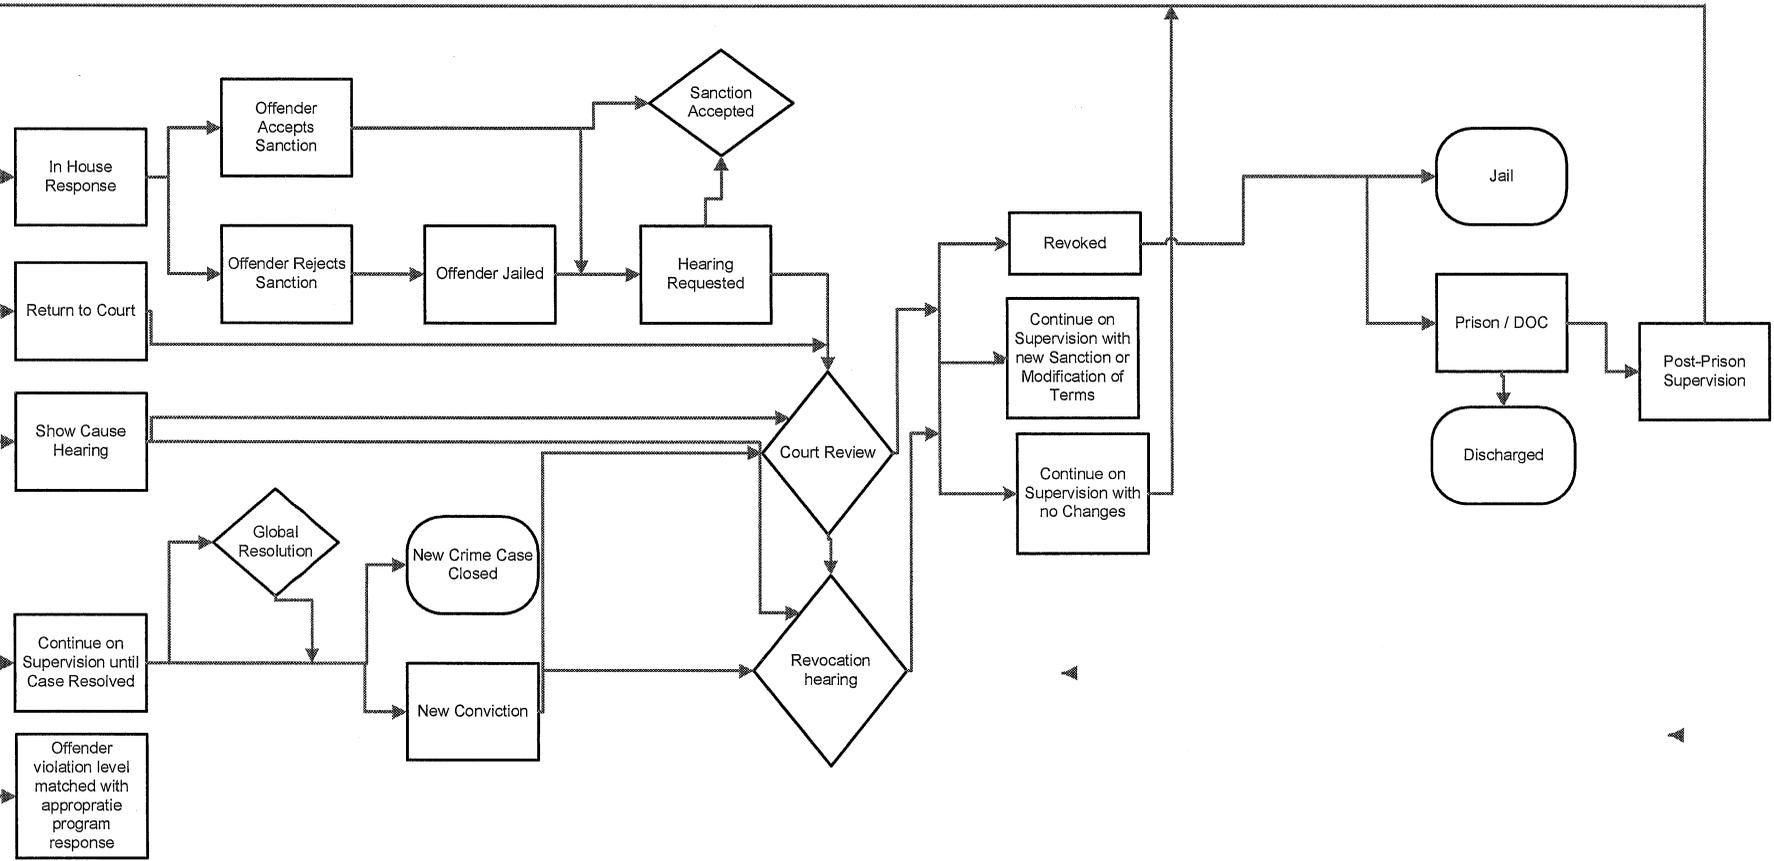 Sanction
Accepted
Offender
Accepts
Sanction
In House
Response
Jail
Revoked
Offender Rejects
Sanction
Offender Jailed
Hearing
Requested
Return to Court
Continue on
Supervision with
new Sanction or
Modification of
Terms
Prison / DOC
Post-Prison
Supervision
Show Cause
Hearing
Court Review
Discharged
Continue on
Supervision with
no Changes
Global
Resolution
New Crime Case
Closed
Continue on
Supervision until
Case Resolved
Revocation
hearing
New Conviction
Offender
violation level
matched with
appropratie
program
response